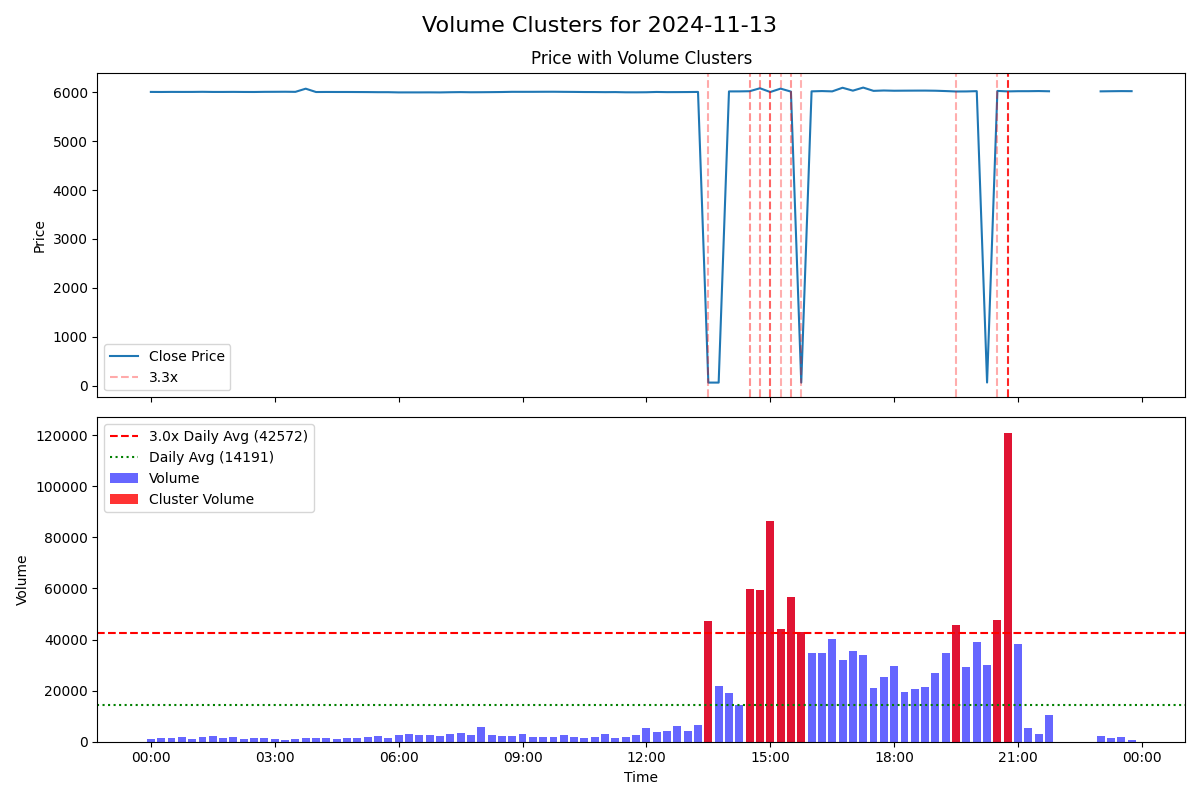 Volume Clusters for 2024-11-13
Price with Volume Clusters
6000
5000
4000
3000
2000
1000
0
Price
Close Price
3.3x
120000
100000
80000
60000
40000
20000
0
Volume
3.0x Daily Avg (42572)
Daily Avg (14191)
Volume
Cluster Volume
00:00 03:00 06:00 09:00 12:00 15:00 18:00 21:00 00:00
Time